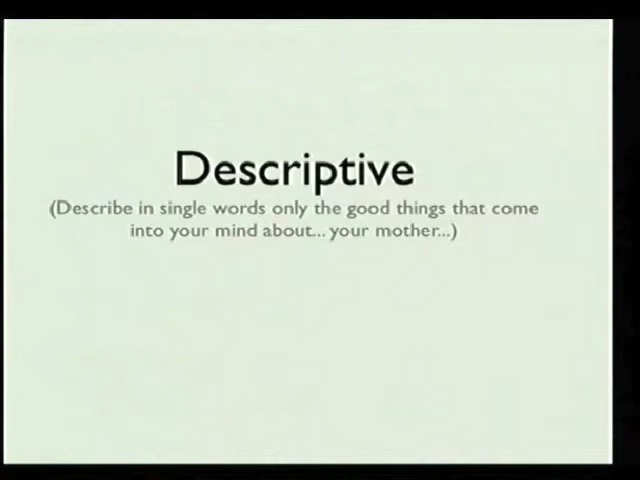 Descriptive
(Describe in single words only the good things that come
into your mind about... your mother...)